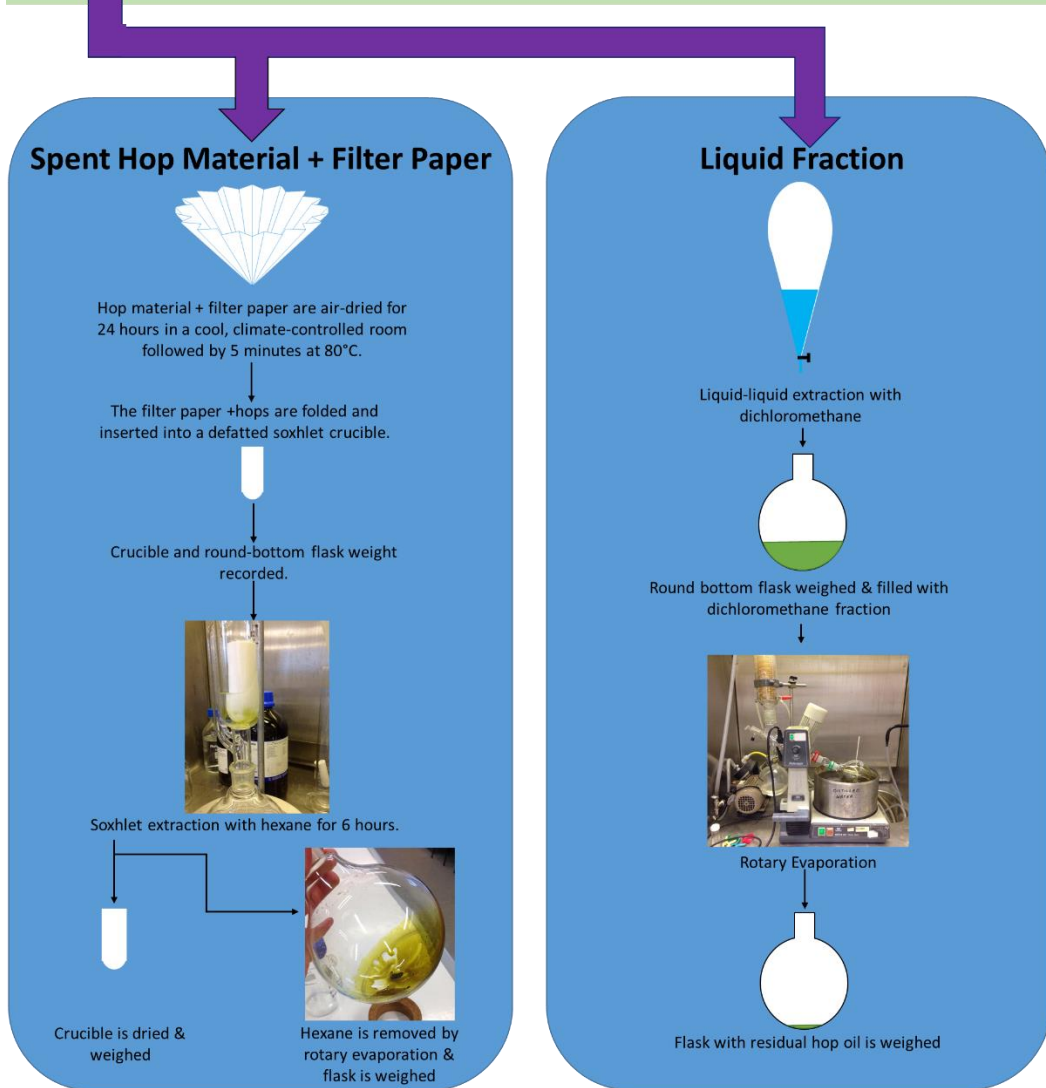 Spent Hop Material + Filter Paper
Hop material + filter paper are air-dried for
24 hours in a cool, climate-controlled room
followed by 5 minutes at 80°C.
The filter paper +hops are folded and
inserted into a defatted soxhlet crucible.
Crucible and round-bottom flask weight
recorded.
Soxhlet extraction with hexane for 6 hours.
Crucible is dried &
weighed
Hexane is removed by
rotary evaporation &
flask is weighed
Liquid Fraction
Liquid-liquid extraction with
dichloromethane
Round bottom flask weighed & filled with
dichloromethane fraction
DISTILLED
WATER
Rotary Evaporation
Flask with residual hop oil is weighed